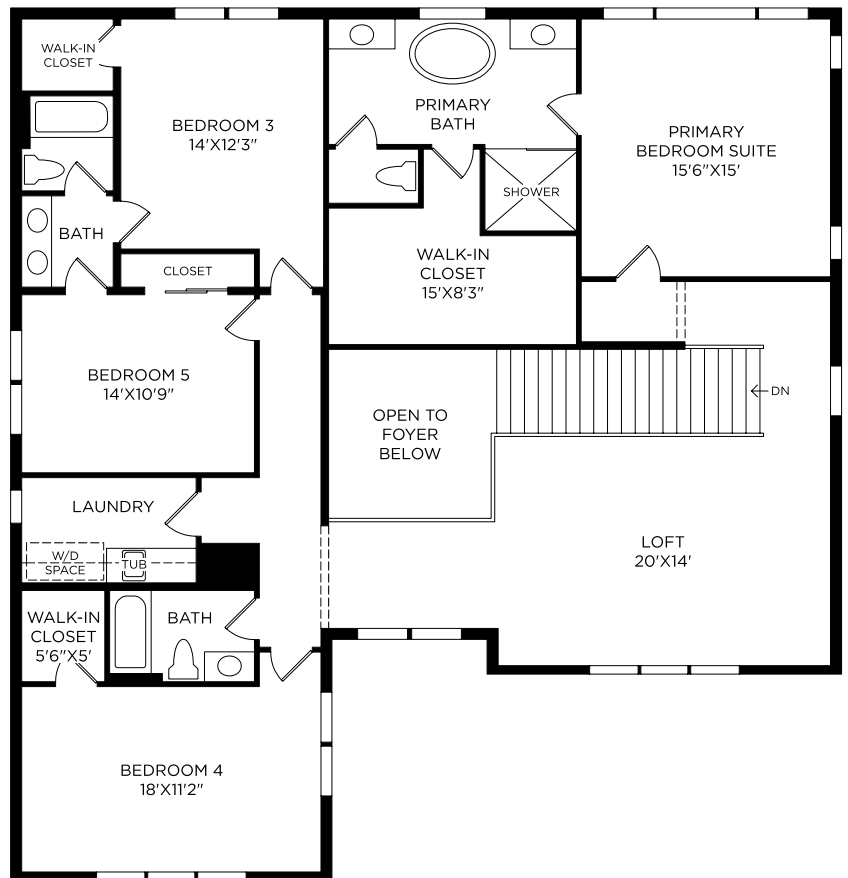 WALK-IN
CLOSET
BEDROOM 3
14'X12'3"
PRIMARY
BATH
PRIMARY
BEDROOM SUITE
15'6"X15'
SHOWER
BATH
CLOSET
WALK-IN
CLOSET
15'X8'3"
BEDROOM 5
14'X10'9"
OPEN TO
FOYER
BELOW
DN
LAUNDRY
W/D
SPACE
TUB
LOFT
20'X14'
WALK-IN
CLOSET
5'6"X5'
BATH
BEDROOM 4
18'X11'2"